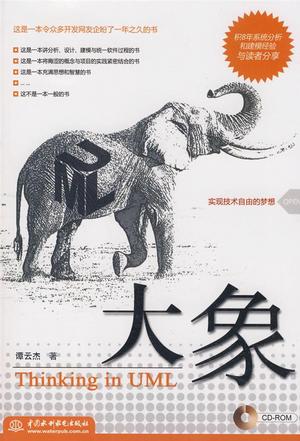 这是一本令众多开发网友企盼了一年之久的书
积8年系统分析
和建模经验
与读者分享
这是一本讲分析、设计、建模与统一软件过程的书
这是一本将晦涩的概念与项目的实践紧密结合的书
这是一本充满思想和智慧的书
... ...
这不是一本一般的书
UML
实现技术自由的梦想
OPEN
大象
谭云杰 著
Thinking in UML
中国水利水电出版社
www.waterpub.com.cn
CD-ROM